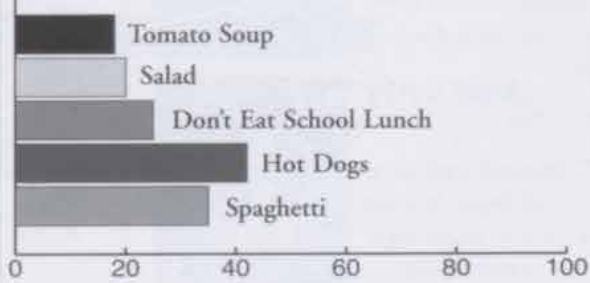 Tomato Soup
Salad
Don't Eat School Lunch
Hot Dogs
Spaghetti
0 20 40 60 80 100